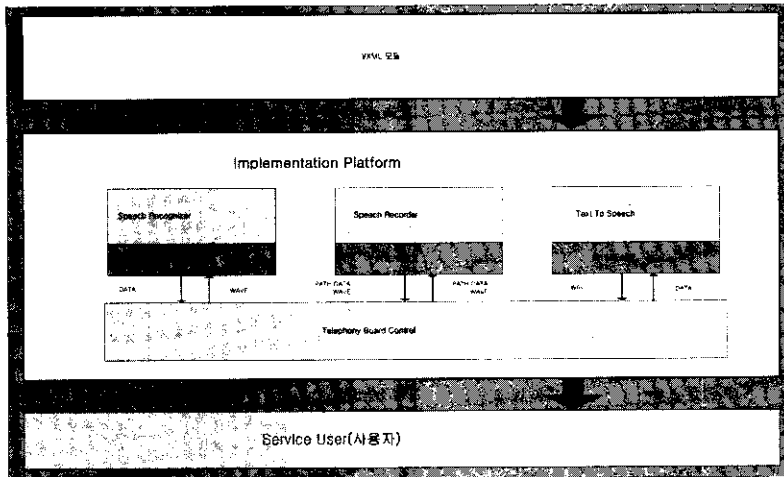 VXML 모듈
Implementation Platform
Speech Recognizer
Speech Recorder
Text To Speech
DATA
WAVE
PATH DATA
WAVE
PATH DATA
WAVE
DATA
Telephony Board Control
Service User(사용자)